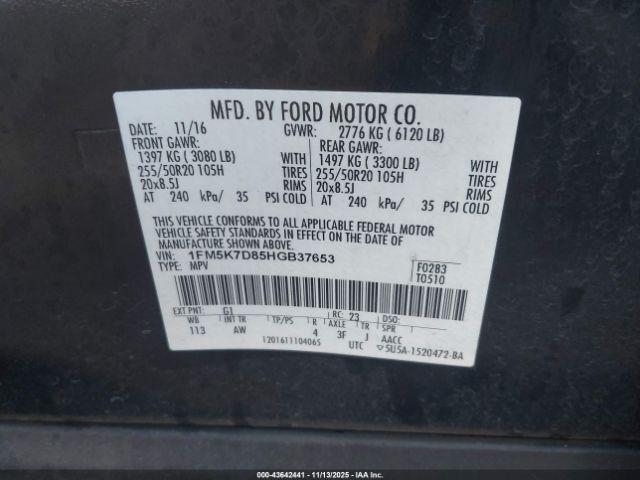 MFD. BY FORD MOTOR CO.
DATE: 11/16 GVWR: 2776 KG ( 6120 LB)
FRONT GAWR: REAR GAWR:
1397 KG ( 3080 LB) WITH 1497 KG ( 3300 LB) WITH
255/50R20 105H TIRES 255/50R20 105H TIRES
20x8.5J RIMS 20x8.5J RIMS
AT 240 kPa/ 35 PSI COLD AT 240 kPa/ 35 PSI COLD
THIS VEHICLE CONFORMS TO ALL APPLICABLE FEDERAL MOTOR
VEHICLE SAFETY STANDARDS IN EFFECT ON THE DATE OF
MANUFACTURE SHOWN ABOVE.
VIN: 1FM5K7D85HGB37653 F0283
TYPE: MPV T0510
EXT PNT: G1 RC: 23 DSO:
WB INT TR TP/PS R AXLE TR SPR
113 AW 4 3F J AACC
1201611104065 UTC ▽5U5A-1520472-BA
000-43642441 - 11/13/2025 - IAAI.com